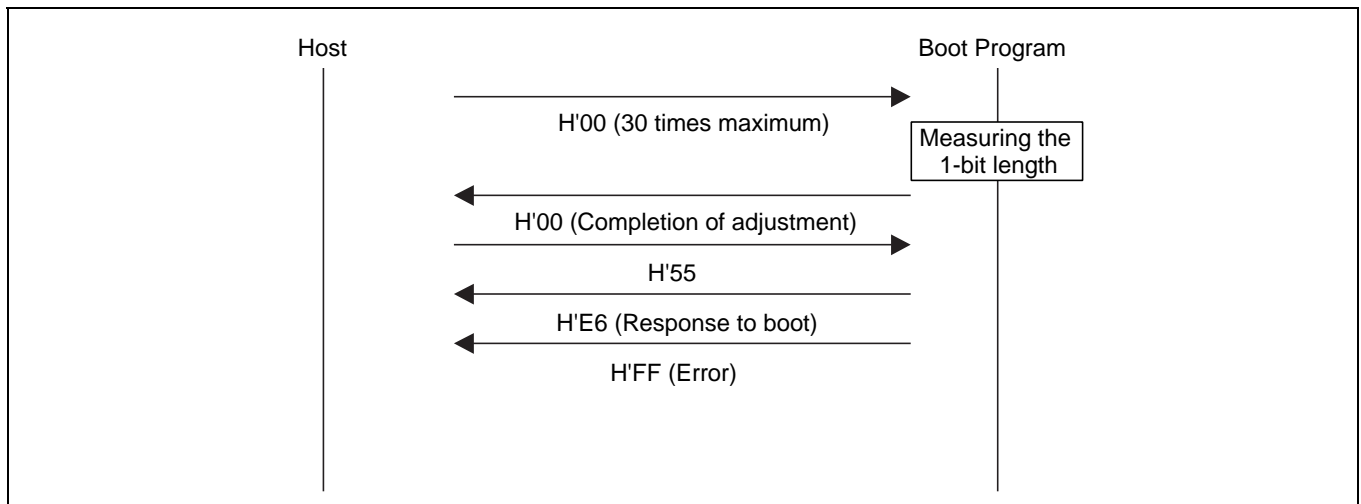 Host
Boot Program
H'00 (30 times maximum)
Measuring the
1-bit length
H'00 (Completion of adjustment)
H'55
H'E6 (Response to boot)
H'FF (Error)